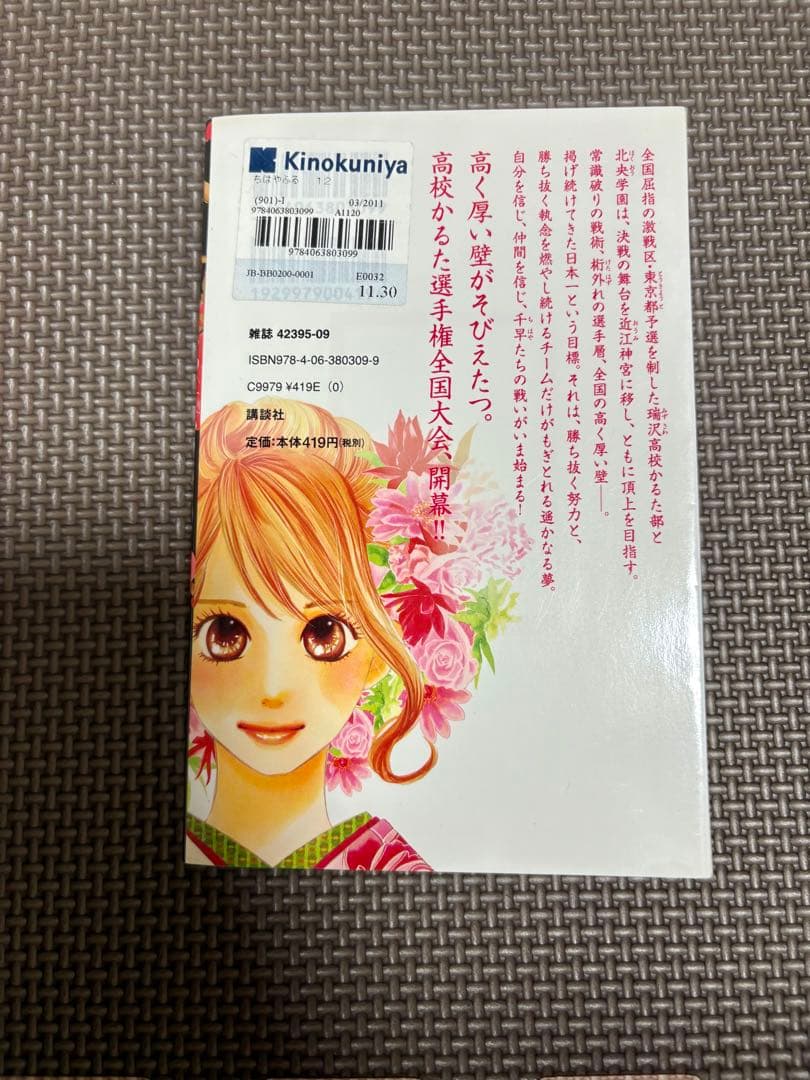 Kinokuniya
ちはやふる 12
(901)-I 03/2011
9784063803099 A1120
9784063803099
JB-BB0200-0001 E0032
11.30
雑誌 42395-09
ISBN978-4-06-380309-9
C9979 ¥419E (0)
講談社
定価:本体419円(税別)
全国屈指の激戦区・東京都予選を制した瑞沢高校かるた部と
北央学園は、決戦の舞台を近江神宮に移し、ともに頂上を目指す。
常識破りの戦術、桁外れの選手層、全国の高く厚い壁――。
掲げ続けてきた日本一という目標。それは、勝ち抜く努力と、
勝ち抜く執念を燃やし続けるチームだけがもぎとれる遥かなる夢。
自分を信じ、仲間を信じ、千早たちの戦いがいま始まる!
高く厚い壁がそびえたつ。
高校かるた選手権全国大会、開幕!!